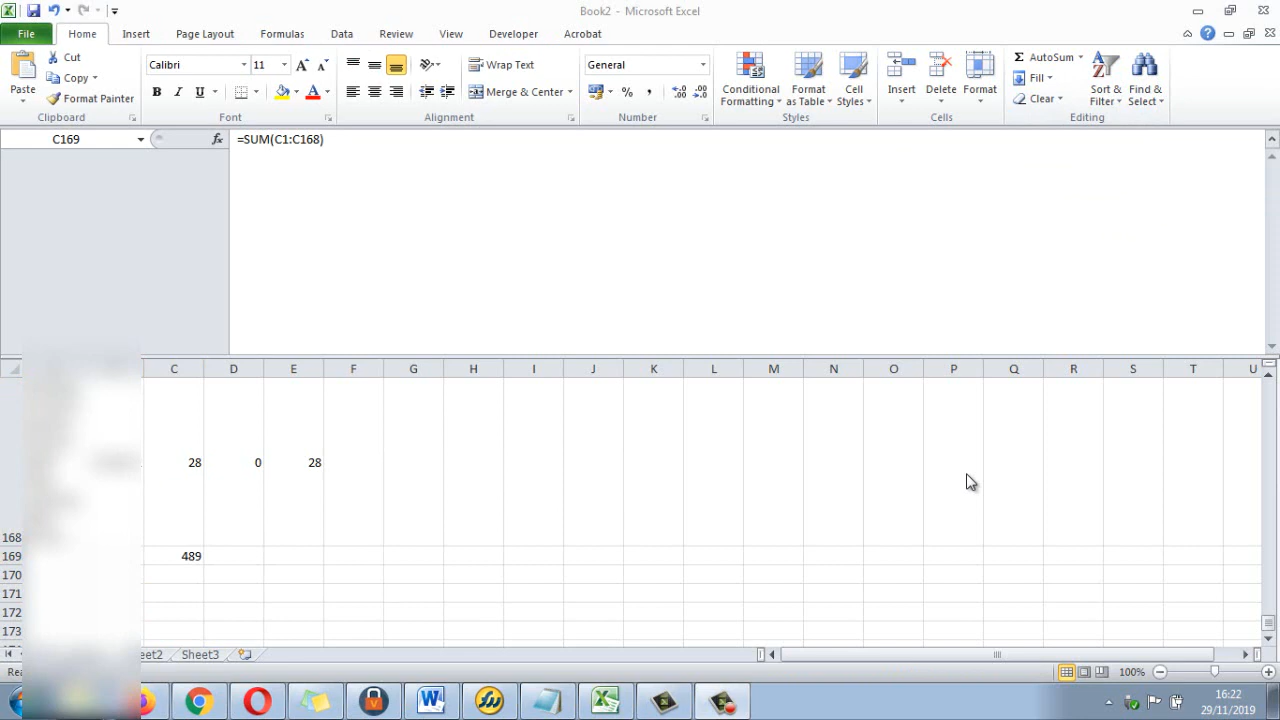 Book2 - Microsoft Excel
File Home Insert Page Layout Formulas Data Review View Developer Acrobat
Paste
Cut
Copy
Format Painter
Clipboard
Calibri 11
B I U
Font
Wrap Text
Merge & Center
Alignment
General
% ,
Number
Conditional Formatting
Format as Table
Cell Styles
Styles
Insert Delete Format
Cells
Σ AutoSum
Fill
Clear
Sort & Filter
Find & Select
Editing
C169 fx =SUM(C1:C168)
C D E F G H I J K L M N O P Q R S T U
28 0 28
168
169 489
170
171
172
173
Sheet3
100%
16:22
29/11/2019